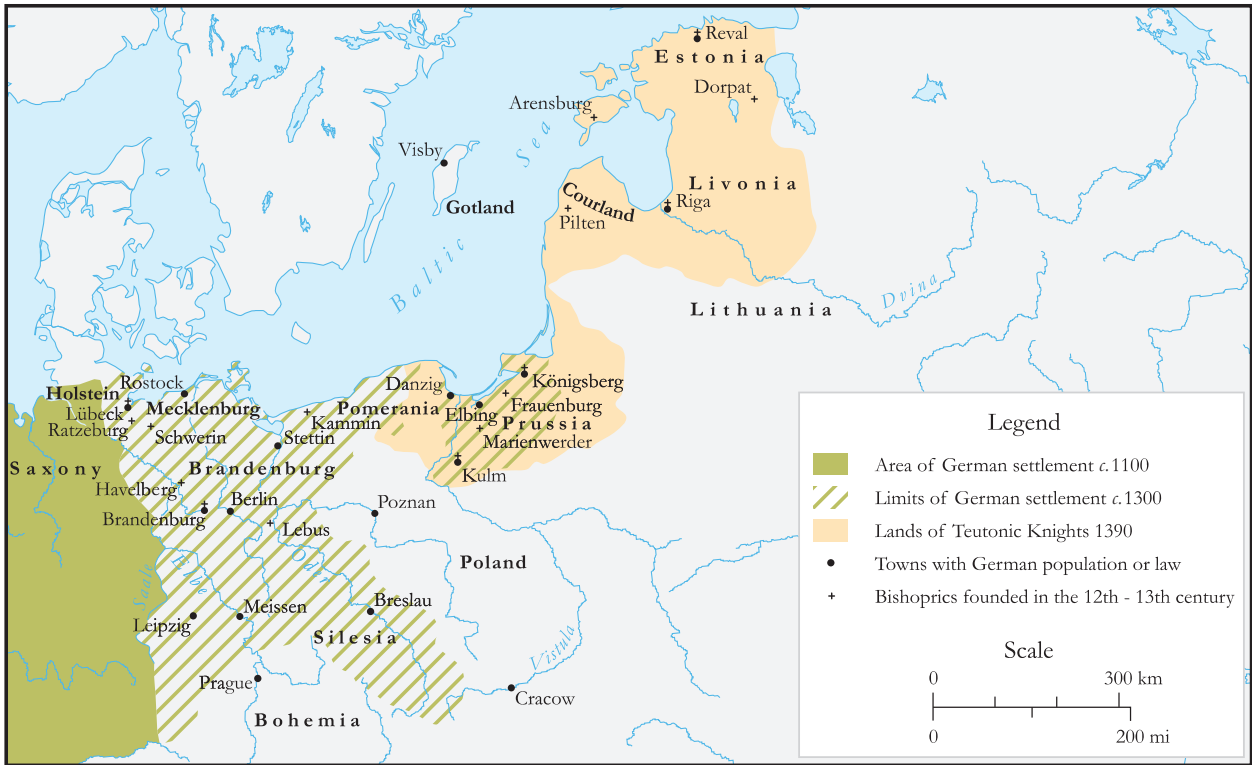 Reval
Estonia
Dorpat
Arensburg
Sea
Visby
Livonia
Courland
Riga
Gotland
Pilten
Baltic
Dvina
Lithuania
Danzig
Königsberg
Rostock
Holstein
Mecklenburg
Pomerania
Elbing
Frauenburg
Lübeck
Kammin
Prussia
Ratzeburg
Schwerin
Stettin
Marienwerder
Saxony
Brandenburg
Kulm
Havelberg
Berlin
Poznan
Brandenburg
Lebus
Poland
Oder
Elbe
Saale
Meissen
Breslau
Leipzig
Silesia
Vistula
Prague
Cracow
Bohemia
Legend
Area of German settlement c.1100
Limits of German settlement c.1300
Lands of Teutonic Knights 1390
Towns with German population or law
Bishoprics founded in the 12th - 13th century
Scale
0 300 km
0 200 mi